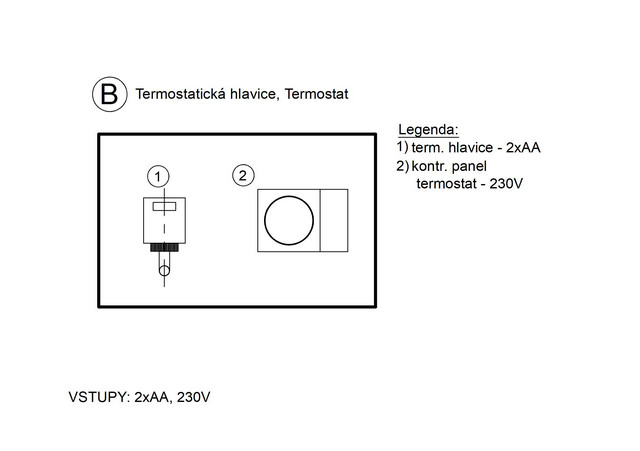 B Termostatická hlavice, Termostat
Legenda:
1) term. hlavice - 2xAA
2) kontr. panel
termostat - 230V
1
2
VSTUPY: 2xAA, 230V